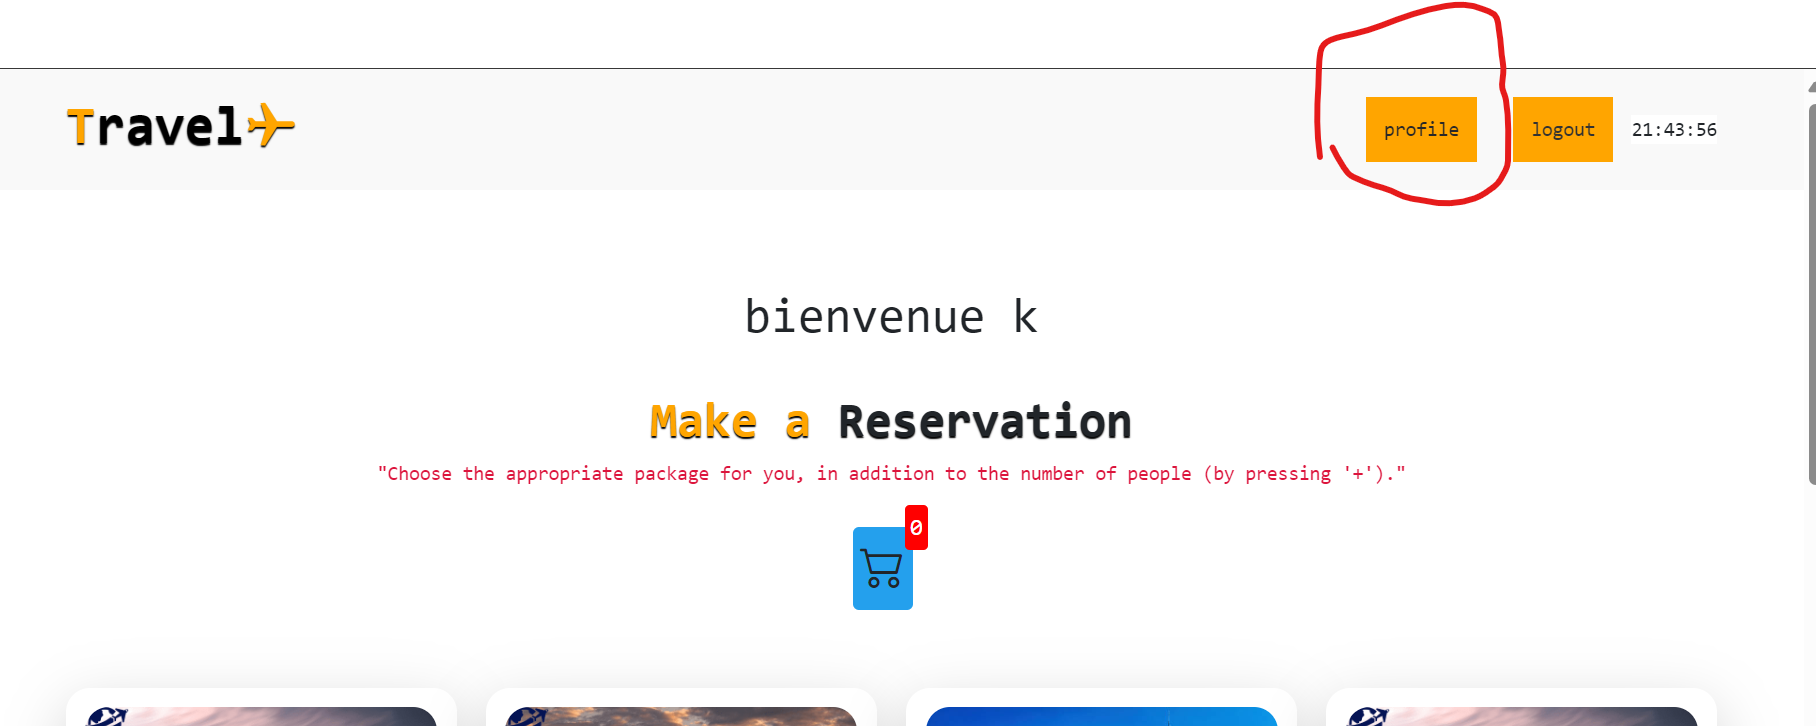 Travel
profile
logout
21:43:56
bienvenue k
Make a Reservation
"Choose the appropriate package for you, in addition to the number of people (by pressing '+')."
0